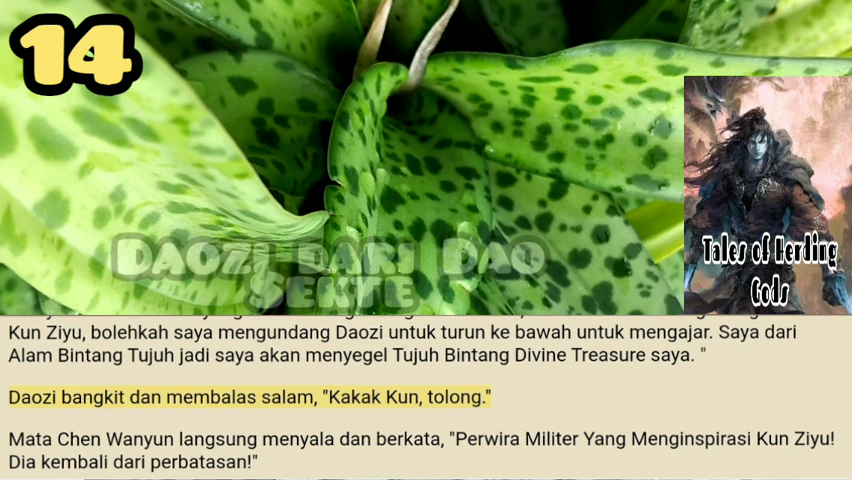 14
DAOZI DARI DAO
SEKTE
Tales of Herding
Gods
Kun Ziyu, bolehkah saya mengundang Daozi untuk turun ke bawah untuk mengajar. Saya dari
Alam Bintang Tujuh jadi saya akan menyegel Tujuh Bintang Divine Treasure saya. "
Daozi bangkit dan membalas salam, "Kakak Kun, tolong."
Mata Chen Wanyun langsung menyala dan berkata, "Perwira Militer Yang Menginspirasi Kun Ziyu!
Dia kembali dari perbatasan!"